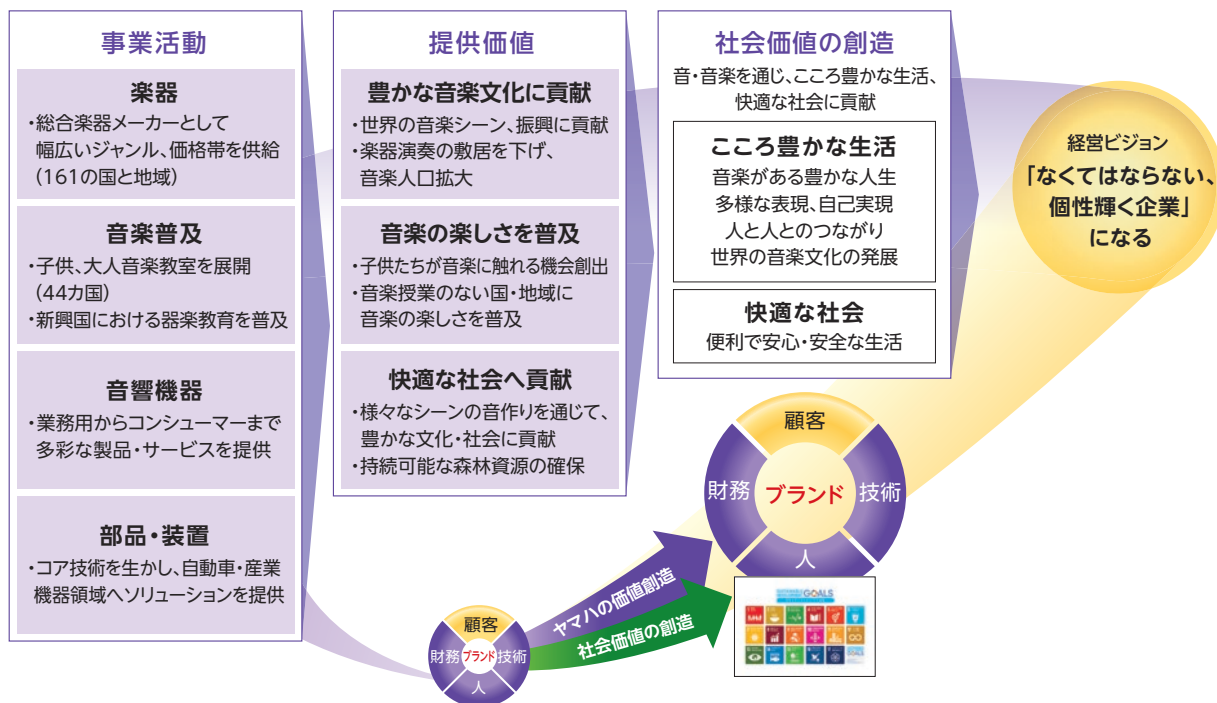 事業活動
楽器
・総合楽器メーカーとして
幅広いジャンル、価格帯を供給
(161の国と地域)
音楽普及
・子供、大人音楽教室を展開
(44カ国)
・新興国における器楽教育を普及
音響機器
・業務用からコンシューマーまで
多彩な製品・サービスを提供
部品・装置
・コア技術を生かし、自動車・産業
機器領域へソリューションを提供
提供価値
豊かな音楽文化に貢献
・世界の音楽シーン、振興に貢献
・楽器演奏の敷居を下げ、
音楽人口拡大
音楽の楽しさを普及
・子供たちが音楽に触れる機会創出
・音楽授業のない国・地域に
音楽の楽しさを普及
快適な社会へ貢献
・様々なシーンの音作りを通じて、
豊かな文化・社会に貢献
・持続可能な森林資源の確保
社会価値の創造
音・音楽を通じ、こころ豊かな生活、
快適な社会に貢献
こころ豊かな生活
音楽がある豊かな人生
多様な表現、自己実現
人と人とのつながり
世界の音楽文化の発展
快適な社会
便利で安心・安全な生活
経営ビジョン
「なくてはならない、
個性輝く企業」
になる
顧客
財務
ブランド
技術
人
ヤマハの価値創造
社会価値の創造
顧客
財務
ブランド
技術
人
GOALS